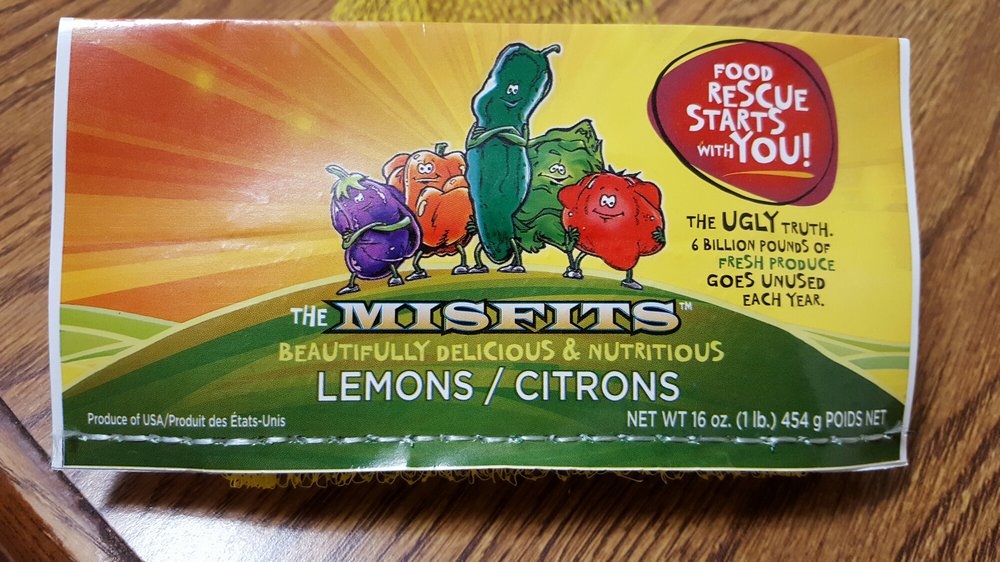 FOOD
RESCUE
STARTS
WITH YOU!
THE UGLY TRUTH.
6 BILLION POUNDS OF
FRESH PRODUCE
GOES UNUSED
EACH YEAR.
THE MISFITS™
BEAUTIFULLY DELICIOUS & NUTRITIOUS
LEMONS / CITRONS
Produce of USA/Produit des États-Unis
NET WT 16 oz. (1 lb.) 454 g POIDS NET